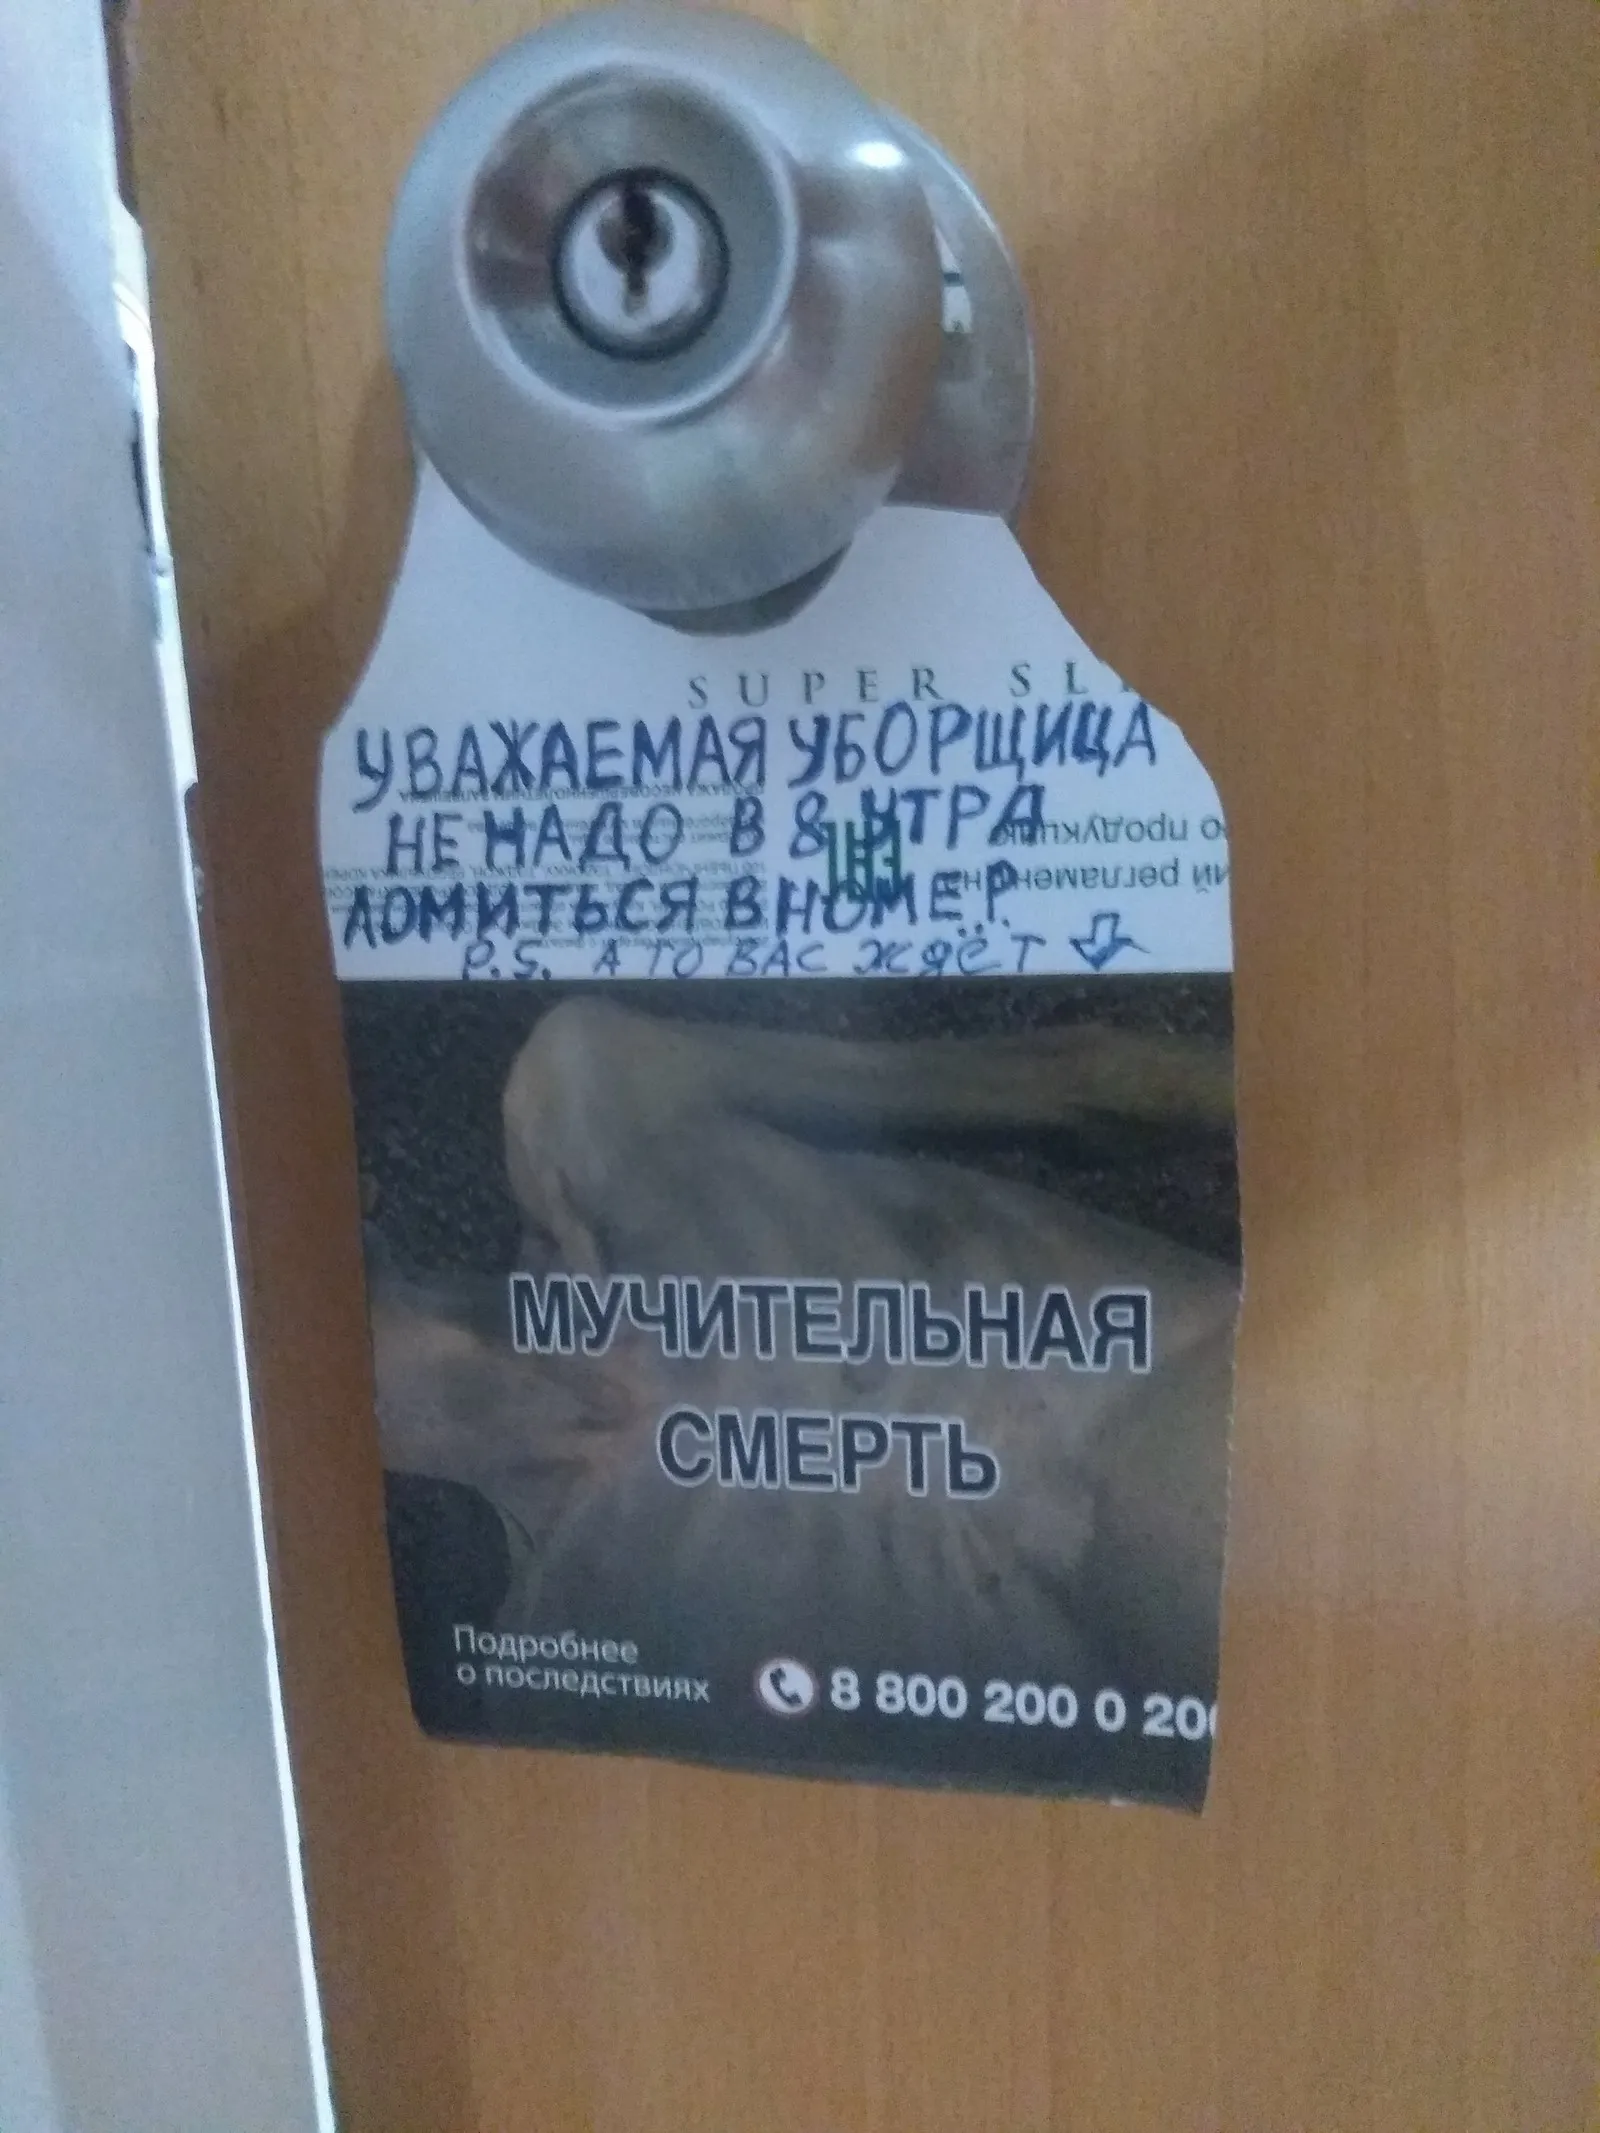 SUPER SL
УВАЖАЕМАЯ УБОРЩИЦА
НЕ НАДО В 8 УТРА
ЛОМИТЬСЯ В НОМЕР...
P.S. А ТО ВАС ЖДЁТ
МУЧИТЕЛЬНАЯ
СМЕРТЬ
Подробнее
о последствиях
8 800 200 0 200